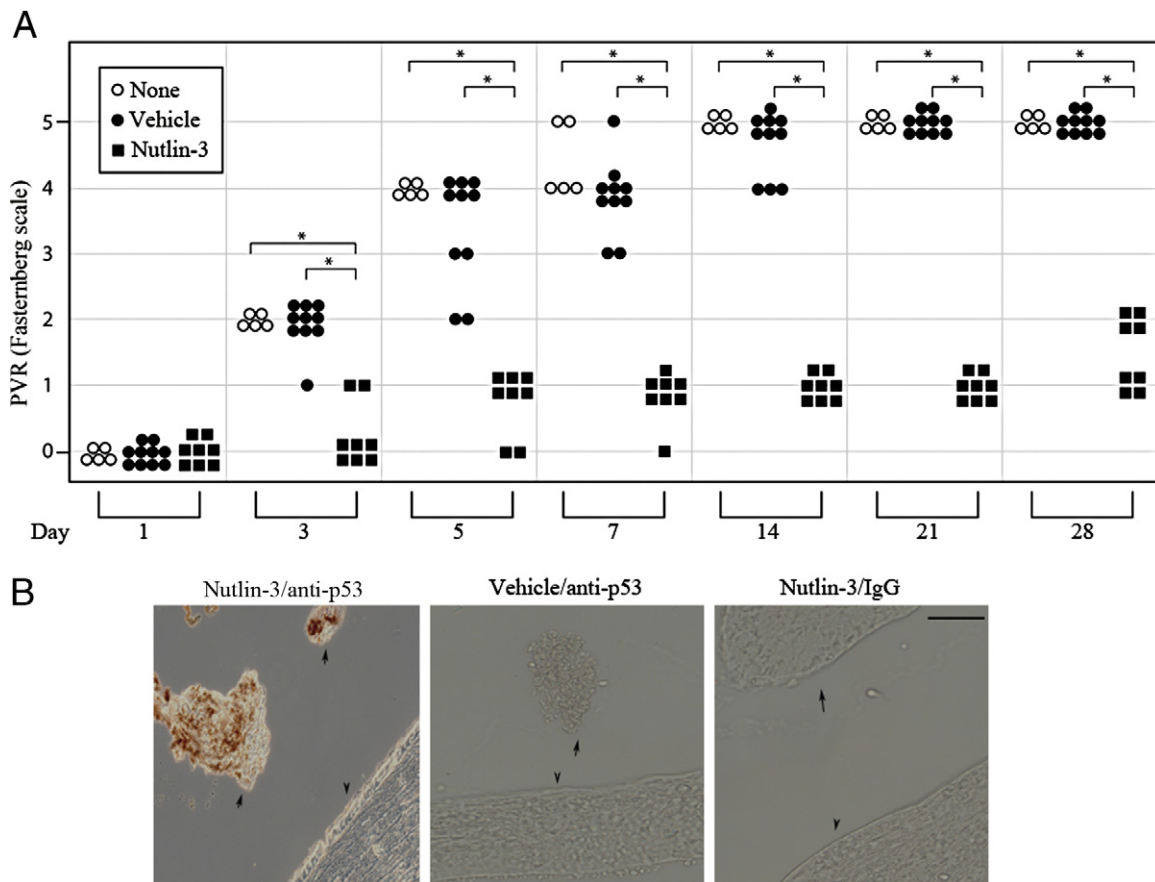 A
None
Vehicle
Nutlin-3
PVR (Fasternberg scale)
5
4
3
2
1
0
* * * * *
* * * * *
*
*
Day 1 3 5 7 14 21 28
B
Nutlin-3/anti-p53 Vehicle/anti-p53 Nutlin-3/IgG